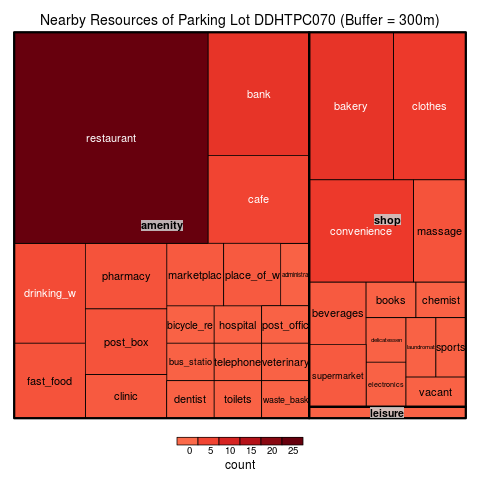 Nearby Resources of Parking Lot DDHTPC070 (Buffer = 300m)
restaurant
bank
cafe
amenity
drinking_w
fast_food
pharmacy
post_box
clinic
marketplac
place_of_w
administra
bicycle_re
hospital
post_offic
bus_statio
telephone
veterinary
dentist
toilets
waste_bask
bakery
clothes
shop
convenience
massage
beverages
supermarket
books
chemist
delicatessen
laundromat
sports
electronics
vacant
leisure
0 5 10 15 20 25
count